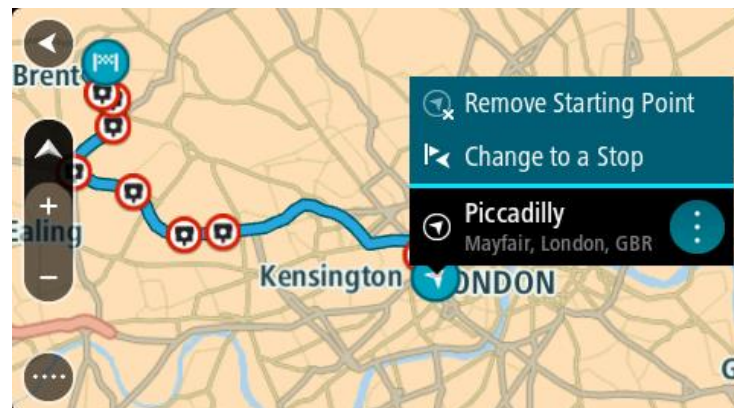 Brent
Remove Starting Point
Change to a Stop
Piccadilly
Mayfair, London, GBR
Ealing
Kensington
ONDON
G